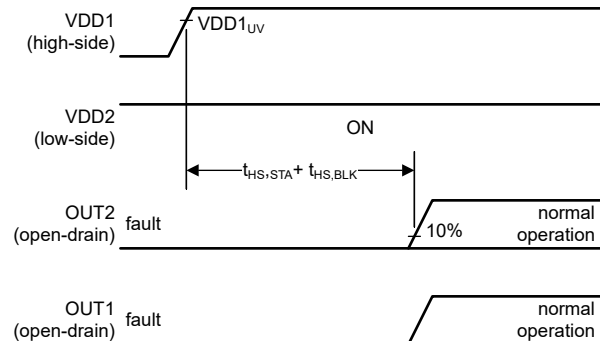 VDD1
(high-side)
VDD1UV
VDD2
(low-side)
ON
tHS,STA+ tHS,BLK
OUT2
(open-drain)
fault
10%
normal
operation
OUT1
(open-drain)
fault
normal
operation